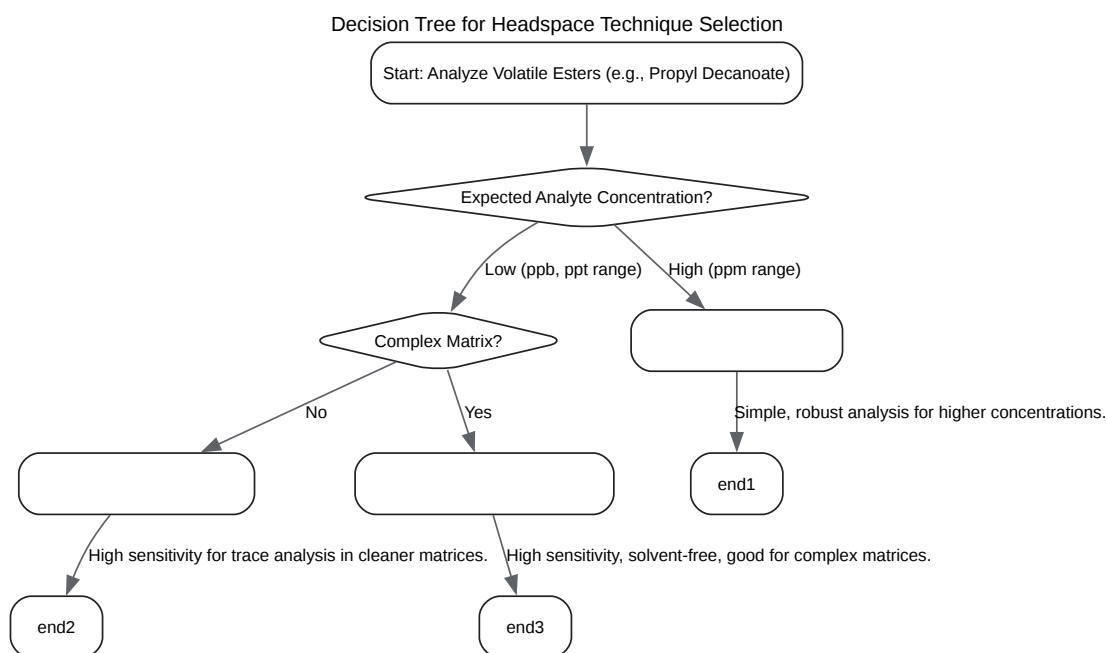 Decision Tree for Headspace Technique Selection
Start: Analyze Volatile Esters (e.g., Propyl Decanoate)
Expected Analyte Concentration?
Low (ppb, ppt range)
High (ppm range)
Complex Matrix?
No
Yes
Simple, robust analysis for higher concentrations.
end1
High sensitivity for trace analysis in cleaner matrices.
High sensitivity, solvent-free, good for complex matrices.
end2
end3